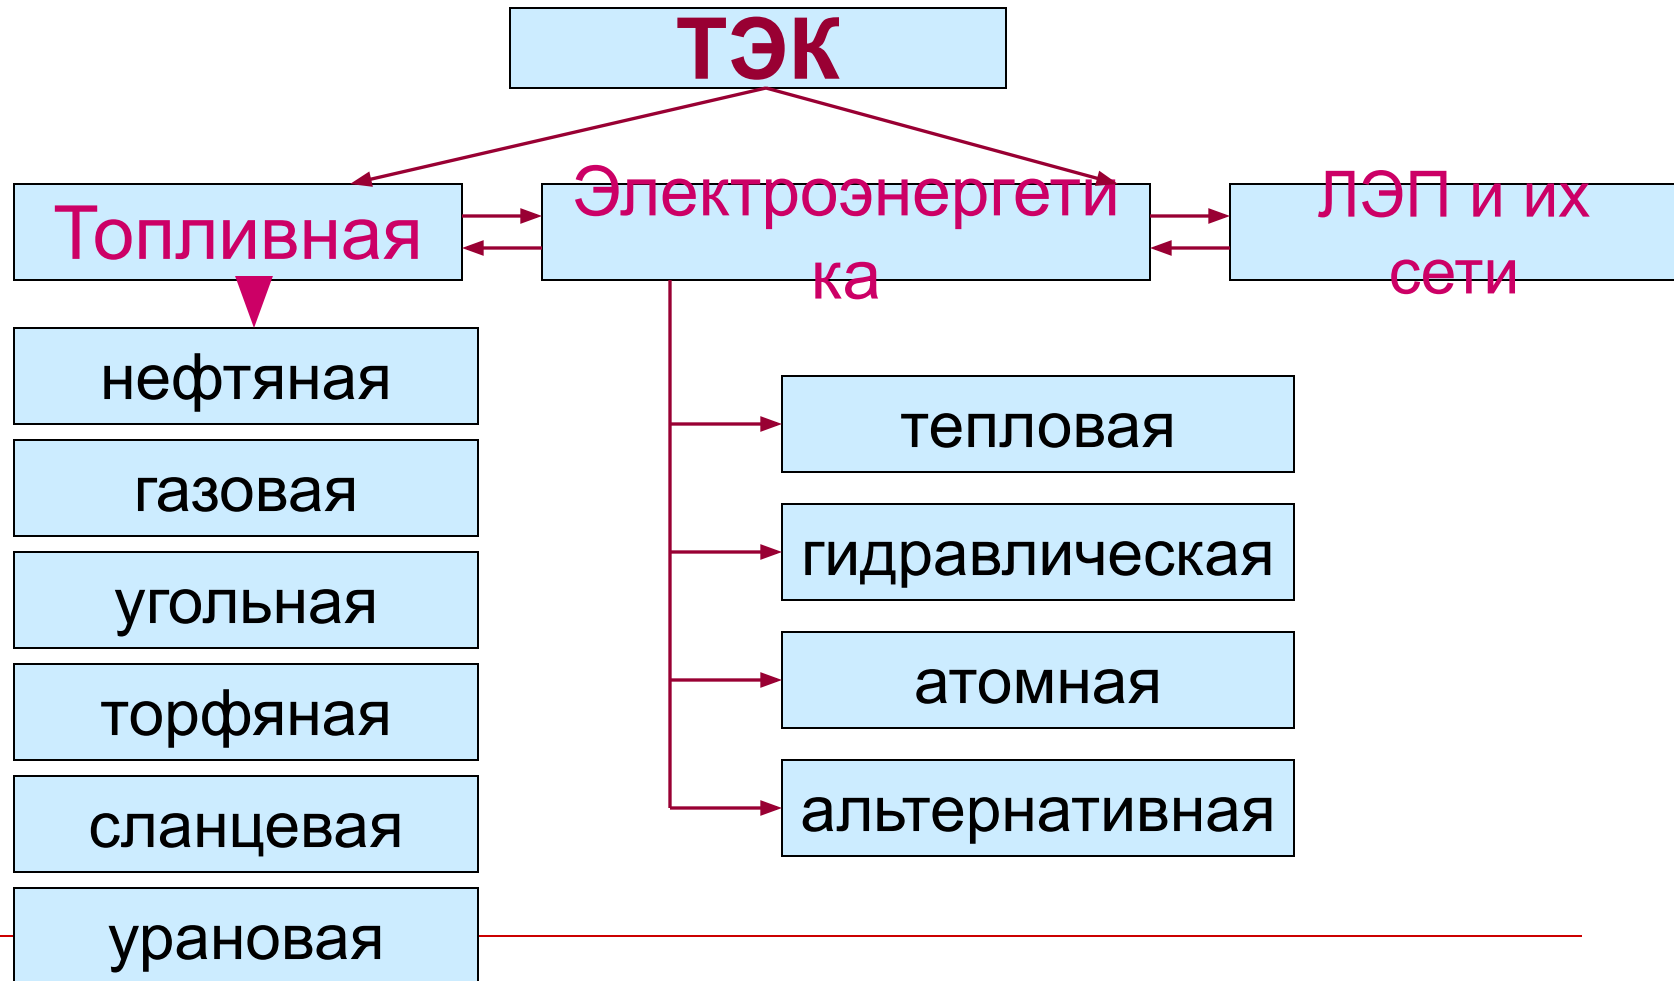 ТЭК
Топливная
Электроэнергети
ка
ЛЭП и их
сети
нефтяная
газовая
угольная
торфяная
сланцевая
урановая
тепловая
гидравлическая
атомная
альтернативная